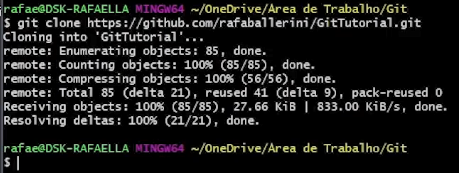 rafae@DSK-RAFAELLA MINGW64 ~/OneDrive/Área de Trabalho/Git
$ git clone https://github.com/rafaballerini/GitTutorial.git
Cloning into 'GitTutorial'...
remote: Enumerating objects: 85, done.
remote: Counting objects: 100% (85/85), done.
remote: Compressing objects: 100% (56/56), done.
remote: Total 85 (delta 21), reused 41 (delta 9), pack-reused 0
Receiving objects: 100% (85/85), 27.66 KiB | 833.00 KiB/s, done.
Resolving deltas: 100% (21/21), done.
rafae@DSK-RAFAELLA MINGW64 ~/OneDrive/Área de Trabalho/Git
$